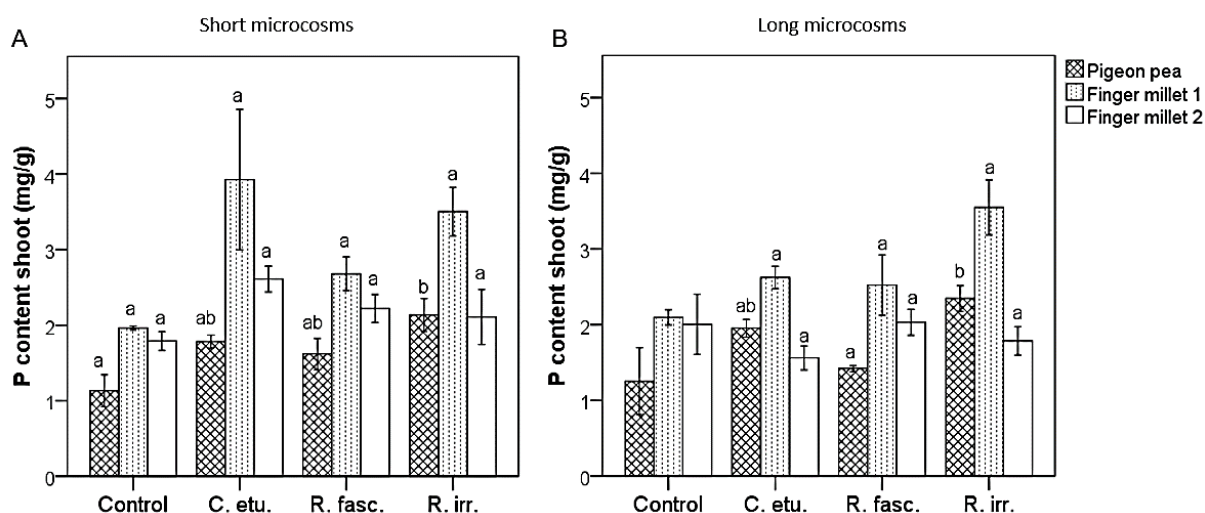 A
Short microcosms
P content shoot (mg/g)
5
4
3
2
1
0
a
a
a
ab
a
a
ab
a
a
b
a
a
Control
C. etu.
R. fasc.
R. irr.
B
Long microcosms
P content shoot (mg/g)
5
4
3
2
1
0
ab
a
a
a
a
a
b
a
a
Control
C. etu.
R. fasc.
R. irr.
Pigeon pea
Finger millet 1
Finger millet 2